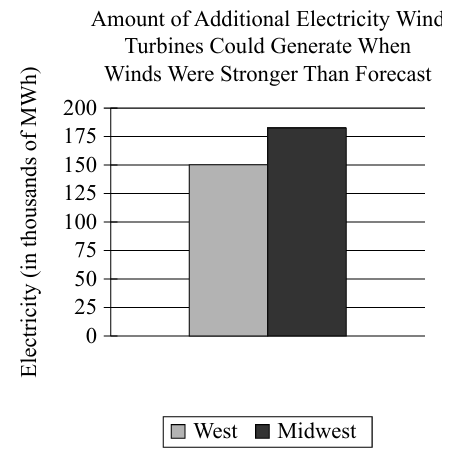 Amount of Additional Electricity Wind
Turbines Could Generate When
Winds Were Stronger Than Forecast
Electricity (in thousands of MWh)
200
175
150
125
100
75
50
25
0
West
Midwest